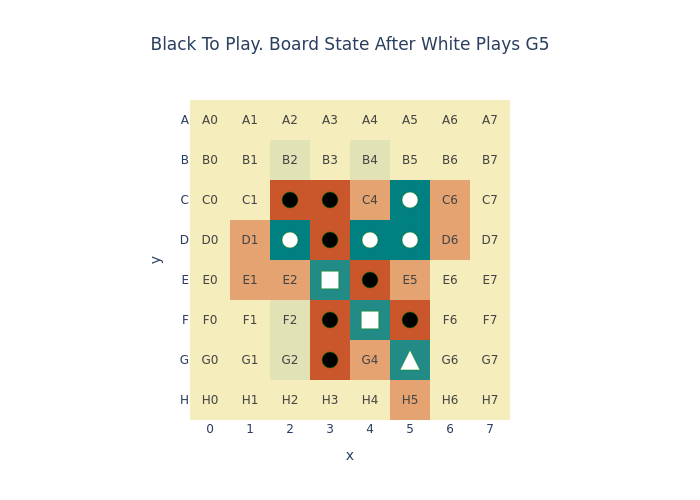 Black To Play. Board State After White Plays G5
A A0 A1 A2 A3 A4 A5 A6 A7
B B0 B1 B2 B3 B4 B5 B6 B7
C C0 C1 C4 C6 C7
D D0 D1 D6 D7
y
E E0 E1 E2 E5 E6 E7
F F0 F1 F2 F6 F7
G G0 G1 G2 G4 G6 G7
H H0 H1 H2 H3 H4 H5 H6 H7
0 1 2 3 4 5 6 7
x